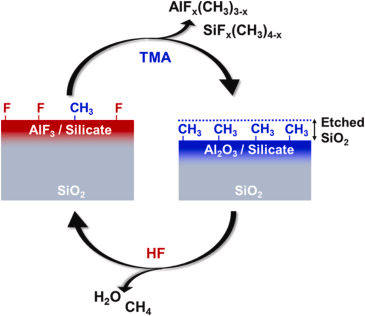 AlFx(CH3)3-x
SiFx(CH3)4-x
TMA
F F CH3 F
AlF3 / Silicate
SiO2
Etched
SiO2
CH3 CH3 CH3 CH3
Al2O3 / Silicate
SiO2
HF
H2O
CH4